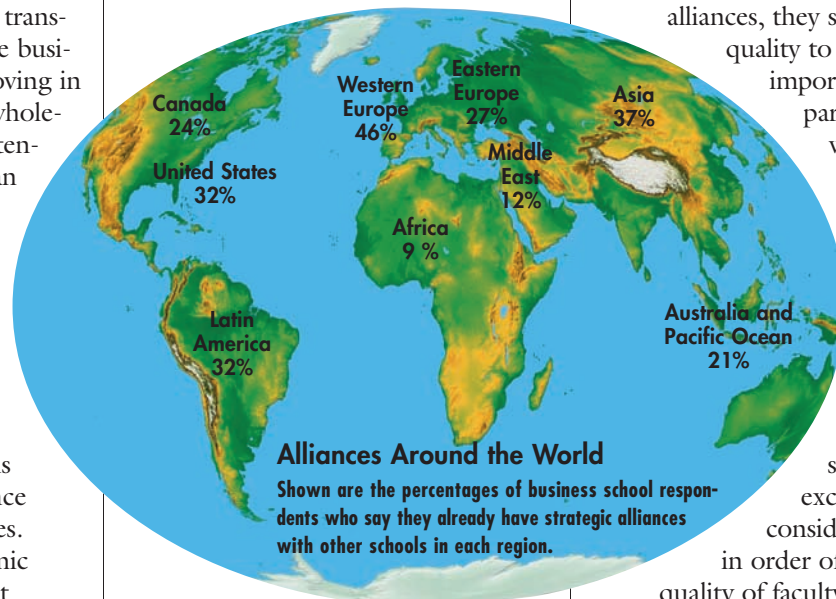 trans-
e busi-
oving in
whole-
ten-
an
s
nce
es.
nic
t
Canada
24%
United States
32%
Latin
America
32%
Western
Europe
46%
Eastern
Europe
27%
Middle
East
12%
Africa
9 %
Asia
37%
Australia and
Pacific Ocean
21%
Alliances Around the World
Shown are the percentages of business school respon-
dents who say they already have strategic alliances
with other schools in each region.
alliances, they s
quality to
impor
par
s
exc
consid
in order of
quality of faculty